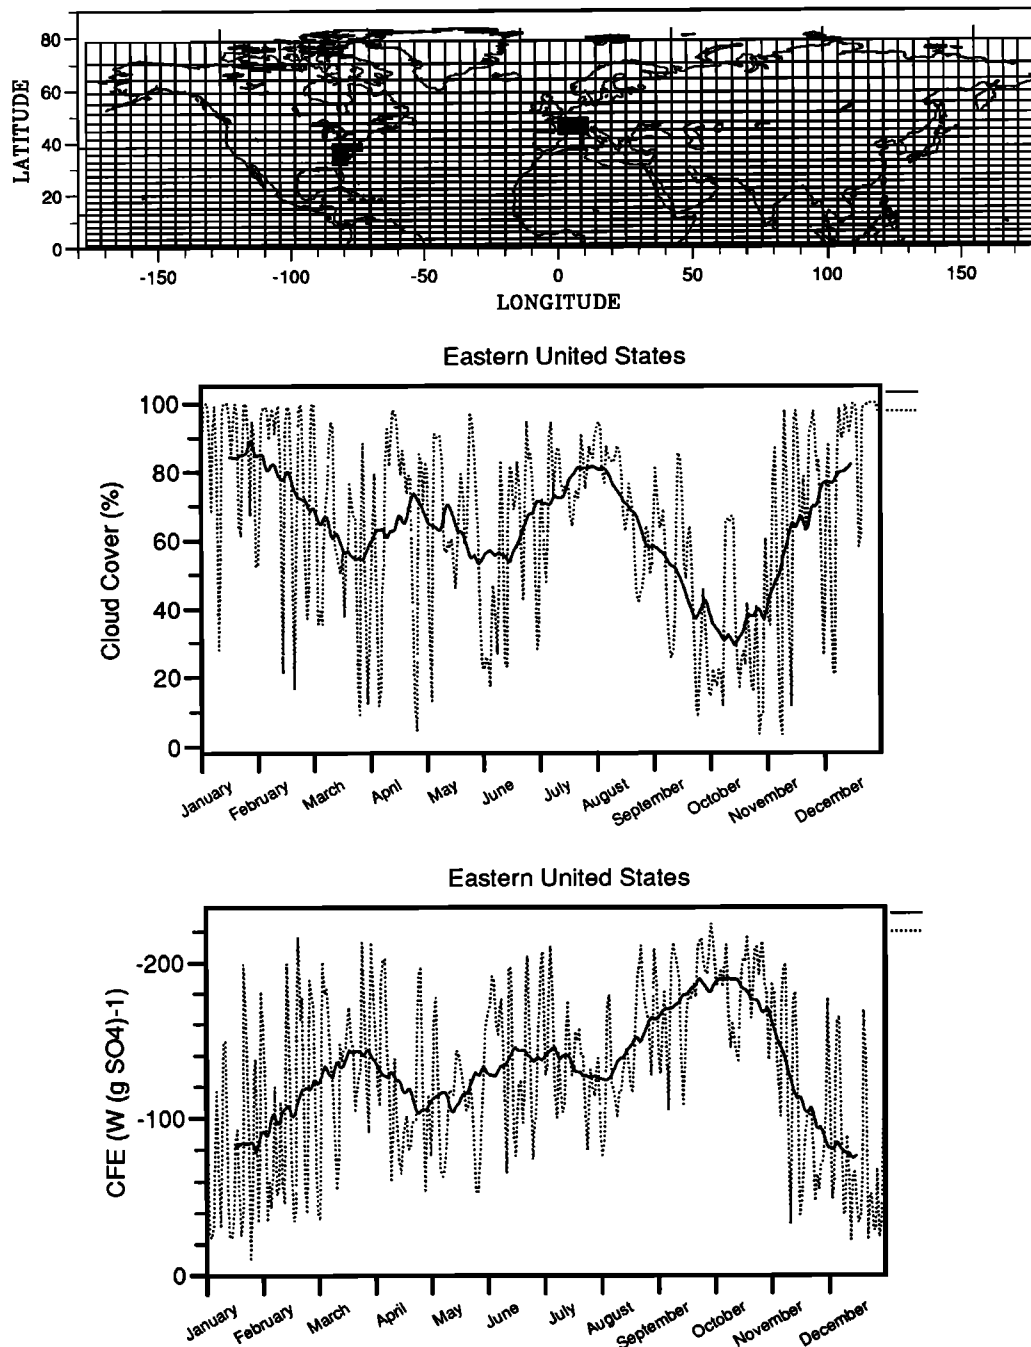 80
60
40
20
0
LATITUDE
-150 -100 -50 0 50 100 150
LONGITUDE
Eastern United States
100
80
60
40
20
0
Cloud Cover (%)
January February March April May June July August September October November December
Eastern United States
-200
-100
0
CFE (W (g SO4)-1)
January February March April May June July August September October November December